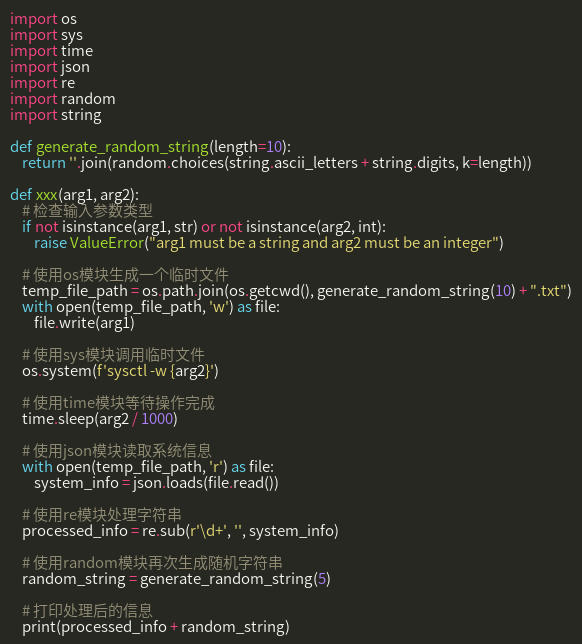 import os
import sys
import time
import json
import re
import random
import string

def generate_random_string(length=10):
    return ''.join(random.choices(string.ascii_letters + string.digits, k=length))

def xxx(arg1, arg2):
    # 检查输入参数类型
    if not isinstance(arg1, str) or not isinstance(arg2, int):
        raise ValueError("arg1 must be a string and arg2 must be an integer")

    # 使用os模块生成一个临时文件
    temp_file_path = os.path.join(os.getcwd(), generate_random_string(10) + ".txt")
    with open(temp_file_path, 'w') as file:
        file.write(arg1)

    # 使用sys模块调用临时文件
    os.system(f'sysctl -w {arg2}')

    # 使用time模块等待操作完成
    time.sleep(arg2 / 1000)

    # 使用json模块读取系统信息
    with open(temp_file_path, 'r') as file:
        system_info = json.loads(file.read())

    # 使用re模块处理字符串
    processed_info = re.sub(r'\d+', '', system_info)

    # 使用random模块再次生成随机字符串
    random_string = generate_random_string(5)

    # 打印处理后的信息
    print(processed_info + random_string)